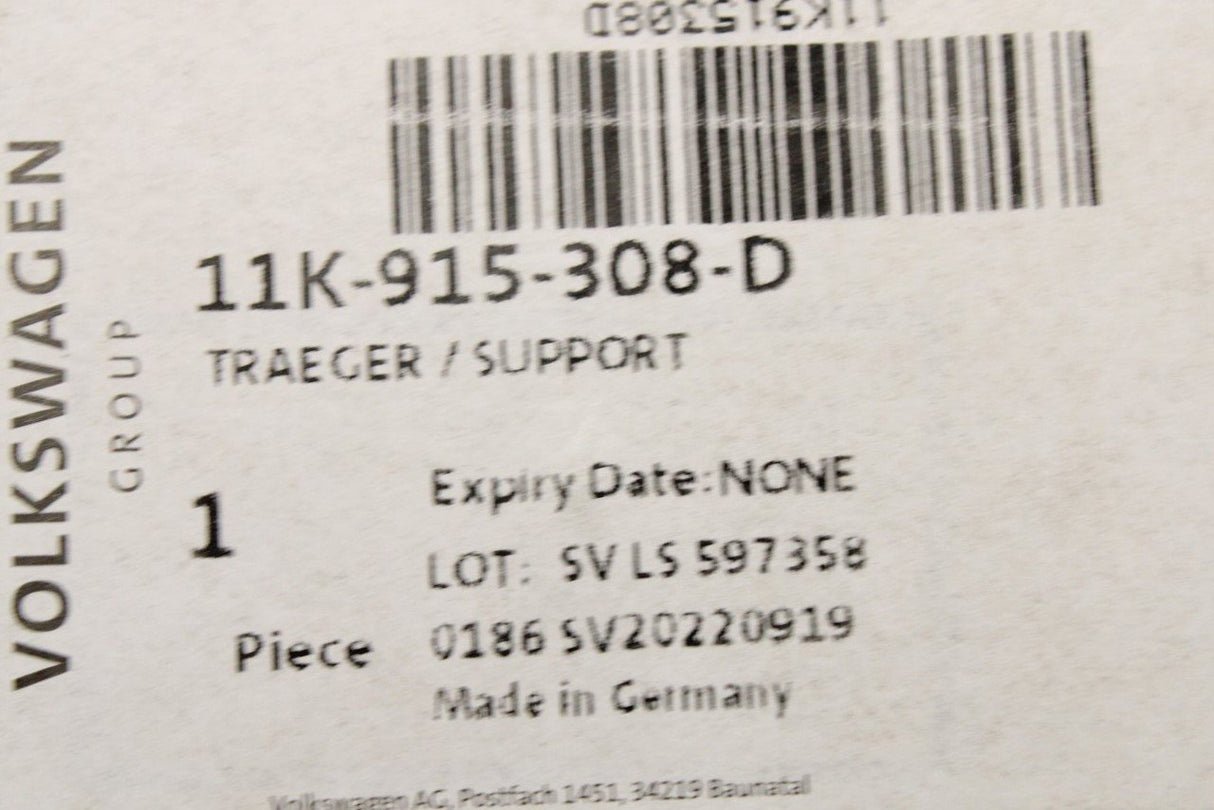 11K915308D
11K-915-308-D
TRAEGER / SUPPORT
VOLKSWAGEN
GROUP
1
Piece
Expiry Date:NONE
LOT: SV LS 597358
0186 SV20220919
Made in Germany
Volkswagen AG, Postfach 1451, 34219 Baunatal